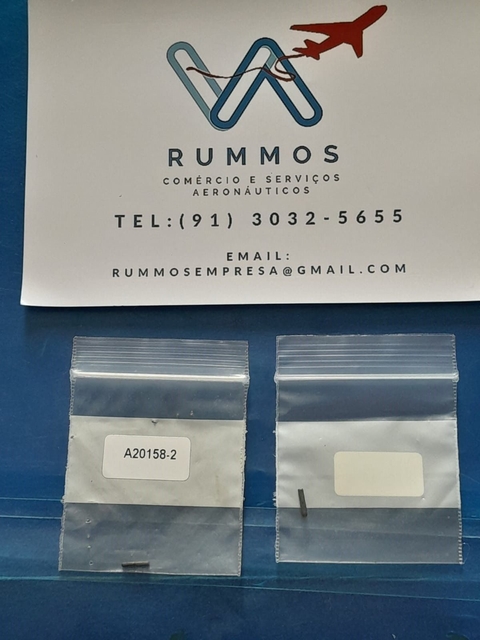 RUMMOS
COMÉRCIO E SERVIÇOS
AERONÁUTICOS
TEL:(91) 3032-5655
EMAIL:
RUMMOSEMPRESA@GMAIL.COM
A20158-2